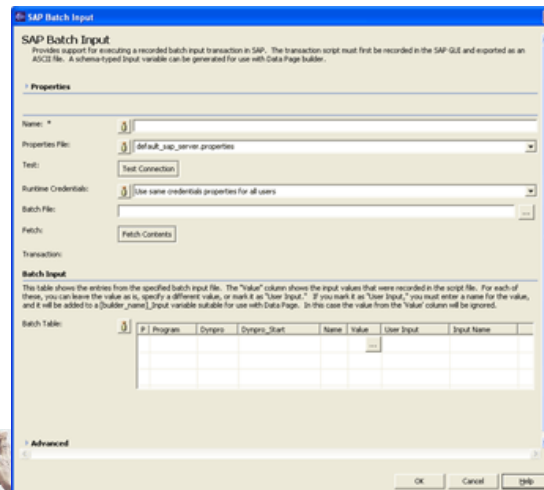 SAP Batch Input
SAP Batch Input
Provides support for executing a recorded batch input transaction in SAP. The transaction script must first be recorded in the SAP GUI and exported as an
ASCII file. A schema-typed Input variable can be generated for use with Data Page builder.
Properties
Name: *
Properties File: default_sap_server.properties
Test: Test Connection
Runtime Credentials: Use same credentials properties for all users
Batch File: ...
Fetch: Fetch Contents
Transaction:
Batch Input
This table shows the entries from the specified batch input file. The "Value" column shows the input values that were recorded in the script file. For each of
these, you can leave the value as is, specify a different value, or mark it as "User Input." If you mark it as "User Input," you must enter a name for the value,
and it will be added to a [builder_name]_Input variable suitable for use with Data Page. In this case the value from the 'Value' column will be ignored.
Batch Table: P Program Dynpro Dynpro_Start Name Value User Input Input Name
...
Advanced
OK Cancel Help